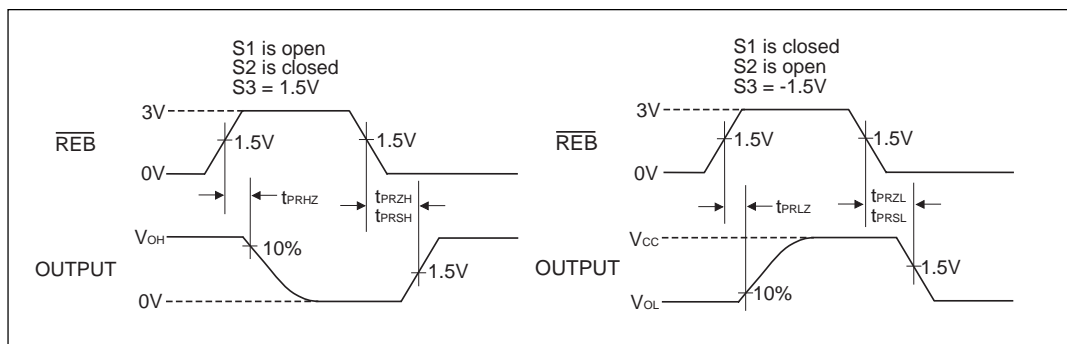 S1 is open
S2 is closed
S3 = 1.5V
3V
REB
1.5V
1.5V
0V
tPRHZ
tPRZH
tPRSH
VOH
10%
OUTPUT
1.5V
0V
S1 is closed
S2 is open
S3 = -1.5V
3V
REB
1.5V
1.5V
0V
tPRLZ
tPRZL
tPRSL
VCC
OUTPUT
1.5V
10%
VOL